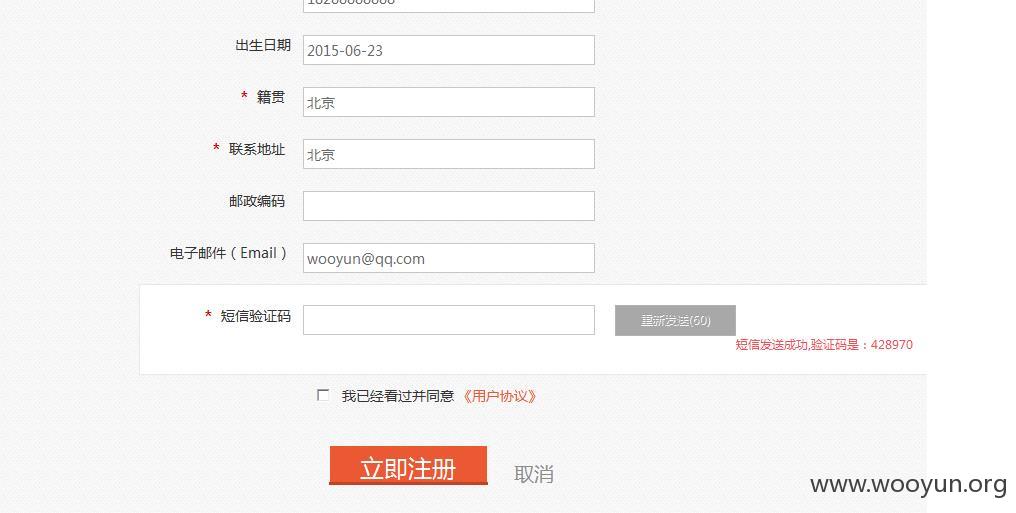 出生日期 2015-06-23
* 籍贯 北京
* 联系地址 北京
邮政编码
电子邮件（Email） wooyun@qq.com
* 短信验证码 重新发送(60)
短信发送成功,验证码是：428970
我已经看过并同意 《用户协议》
立即注册 取消
www.wooyun.org